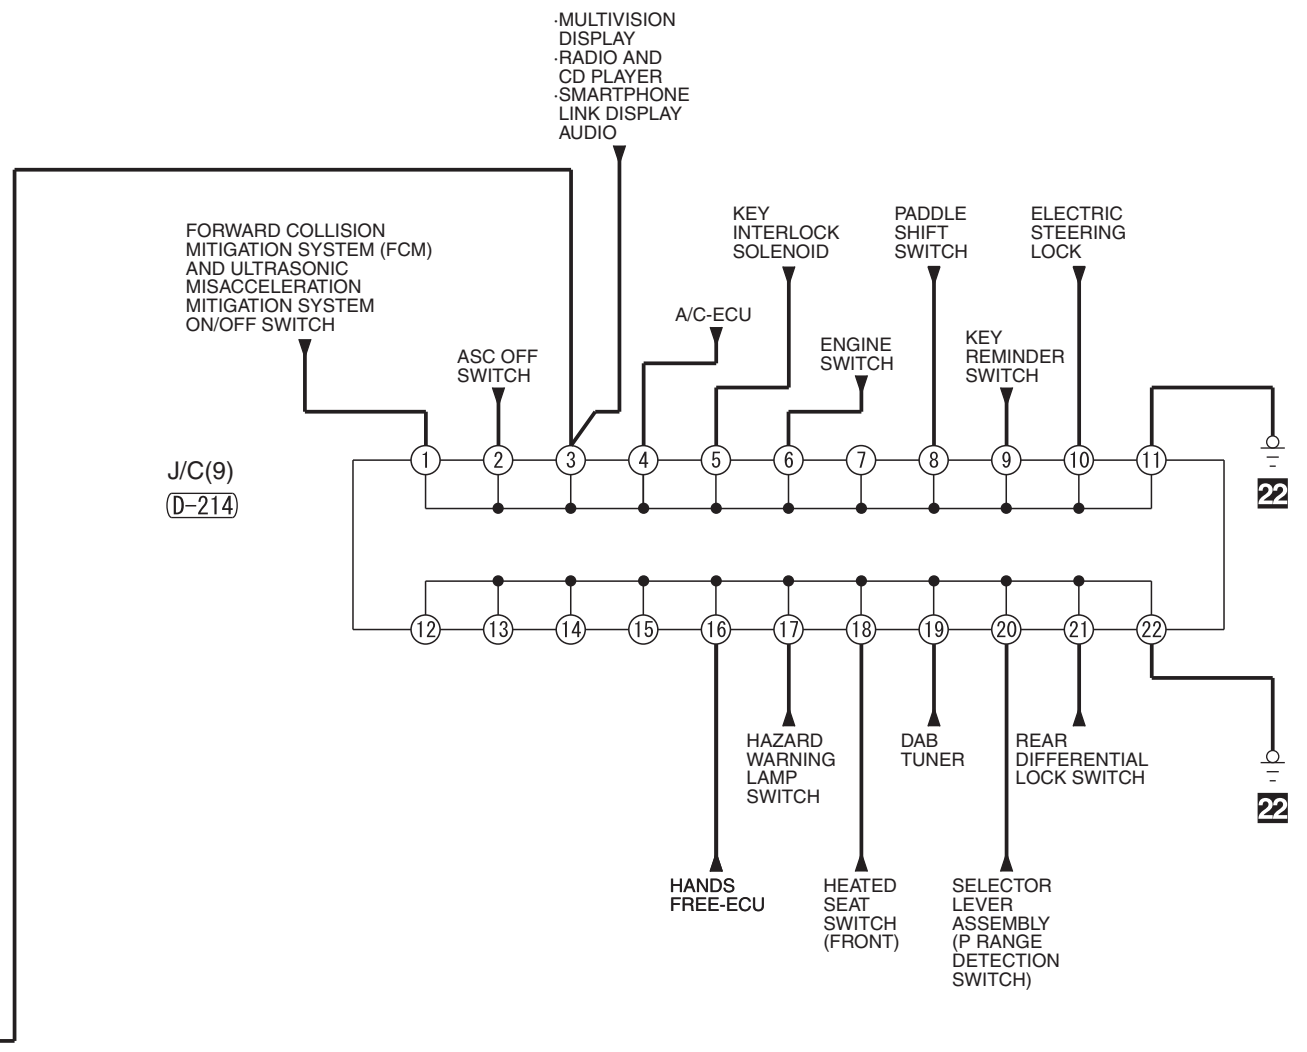 ·MULTIVISION
DISPLAY
·RADIO AND
CD PLAYER
·SMARTPHONE
LINK DISPLAY
AUDIO
FORWARD COLLISION
MITIGATION SYSTEM (FCM)
AND ULTRASONIC
MISACCELERATION
MITIGATION SYSTEM
ON/OFF SWITCH
ASC OFF
SWITCH
A/C-ECU
KEY
INTERLOCK
SOLENOID
ENGINE
SWITCH
PADDLE
SHIFT
SWITCH
KEY
REMINDER
SWITCH
ELECTRIC
STEERING
LOCK
J/C(9)
D-214
1 2 3 4 5 6 7 8 9 10 11
22
12 13 14 15 16 17 18 19 20 21 22
HAZARD
WARNING
LAMP
SWITCH
DAB
TUNER
REAR
DIFFERENTIAL
LOCK SWITCH
22
HANDS
FREE-ECU
HEATED
SEAT
SWITCH
(FRONT)
SELECTOR
LEVER
ASSEMBLY
(P RANGE
DETECTION
SWITCH)